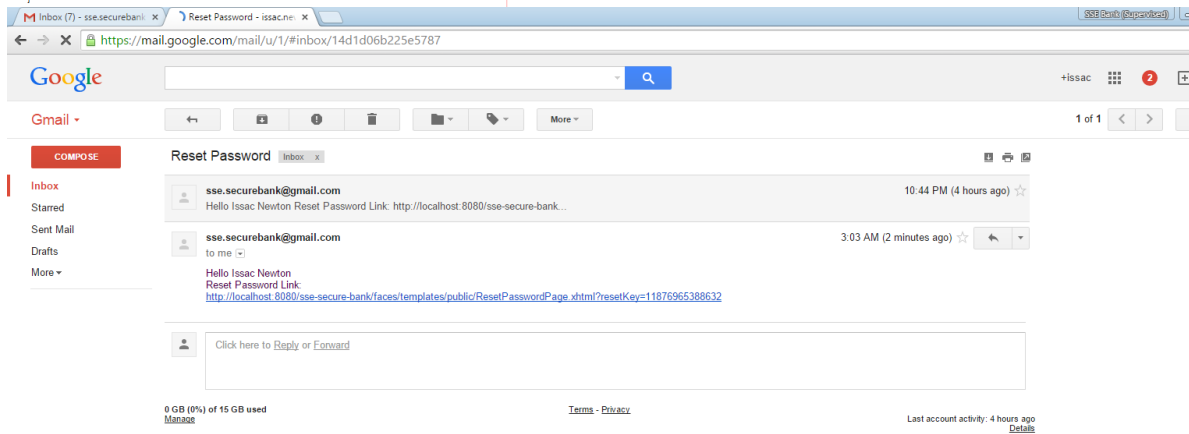 Inbox (7) - sse.securebank
Reset Password - issac.ne
SSE Bank (Supervised)
https://mail.google.com/mail/u/1/#inbox/14d1d06b225e5787
Google
+issac
2
Gmail
More
1 of 1
COMPOSE
Reset Password Inbox x
Inbox
sse.securebank@gmail.com 10:44 PM (4 hours ago)
Starred
Hello Issac Newton Reset Password Link: http://localhost:8080/sse-secure-bank...
Sent Mail
sse.securebank@gmail.com 3:03 AM (2 minutes ago)
Drafts
to me
More
Hello Issac Newton
Reset Password Link:
http://localhost:8080/sse-secure-bank/faces/templates/public/ResetPasswordPage.xhtml?resetKey=11876965388632
Click here to Reply or Forward
0 GB (0%) of 15 GB used
Manage
Terms - Privacy
Last account activity: 4 hours ago
Details